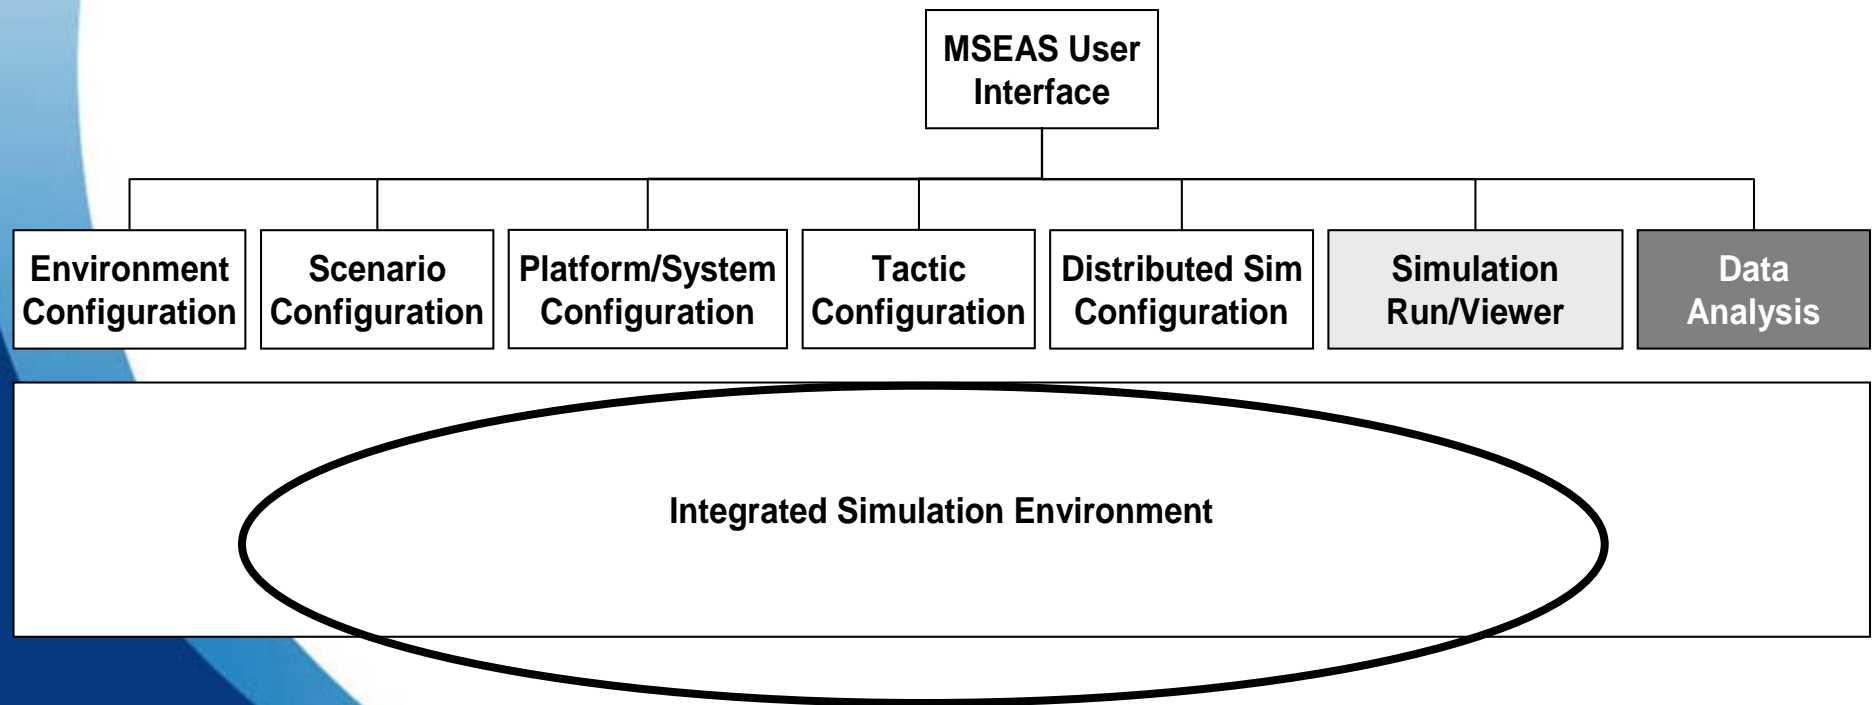 MSEAS User
Interface
Environment
Configuration
Scenario
Configuration
Platform/System
Configuration
Tactic
Configuration
Distributed Sim
Configuration
Simulation
Run/Viewer
Data
Analysis
Integrated Simulation Environment